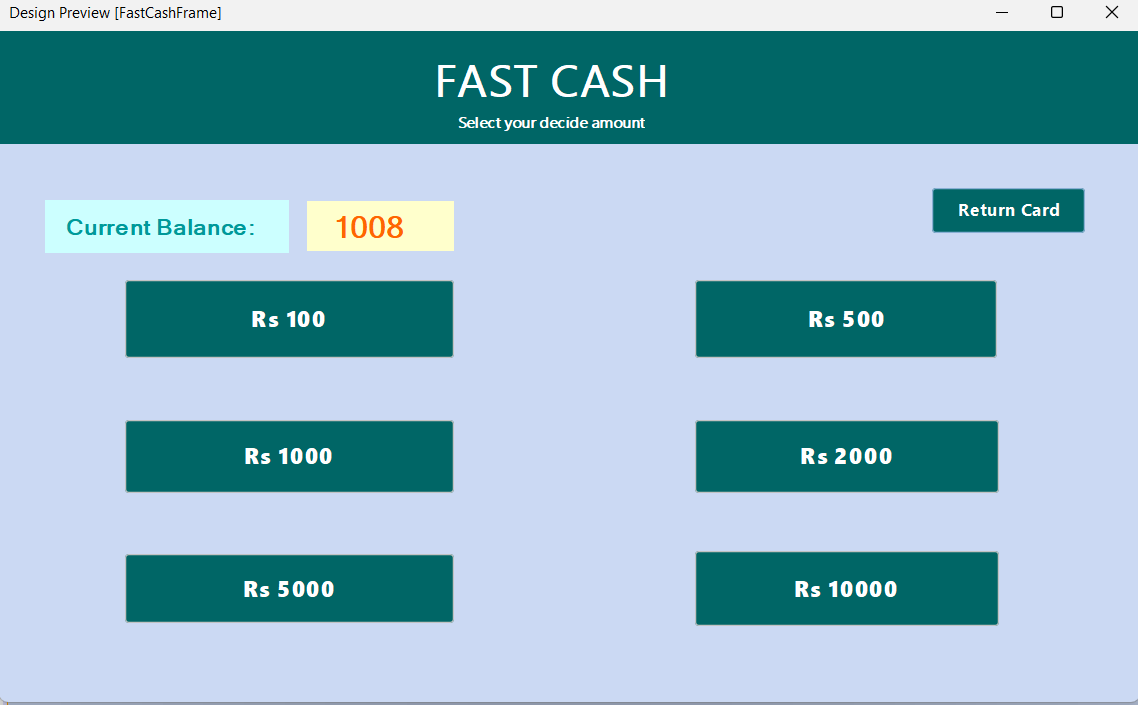 Design Preview [FastCashFrame]
FAST CASH
Select your decide amount
Current Balance: 1008
Return Card
Rs 100
Rs 500
Rs 1000
Rs 2000
Rs 5000
Rs 10000